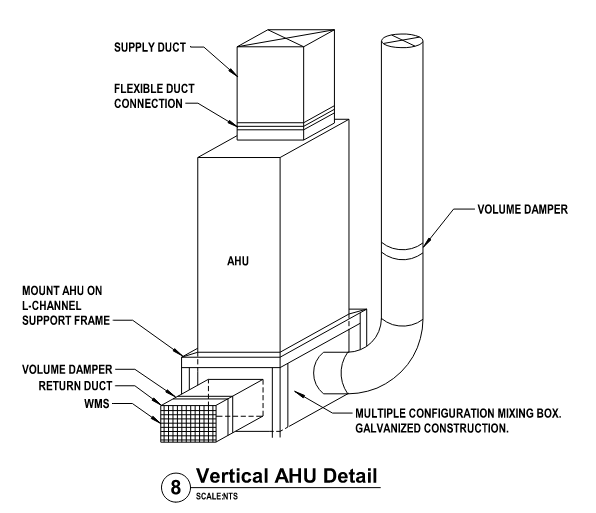 SUPPLY DUCT
FLEXIBLE DUCT
CONNECTION
VOLUME DAMPER
AHU
MOUNT AHU ON
L-CHANNEL
SUPPORT FRAME
VOLUME DAMPER
RETURN DUCT
WMS
MULTIPLE CONFIGURATION MIXING BOX.
GALVANIZED CONSTRUCTION.
8 Vertical AHU Detail
SCALE:NTS